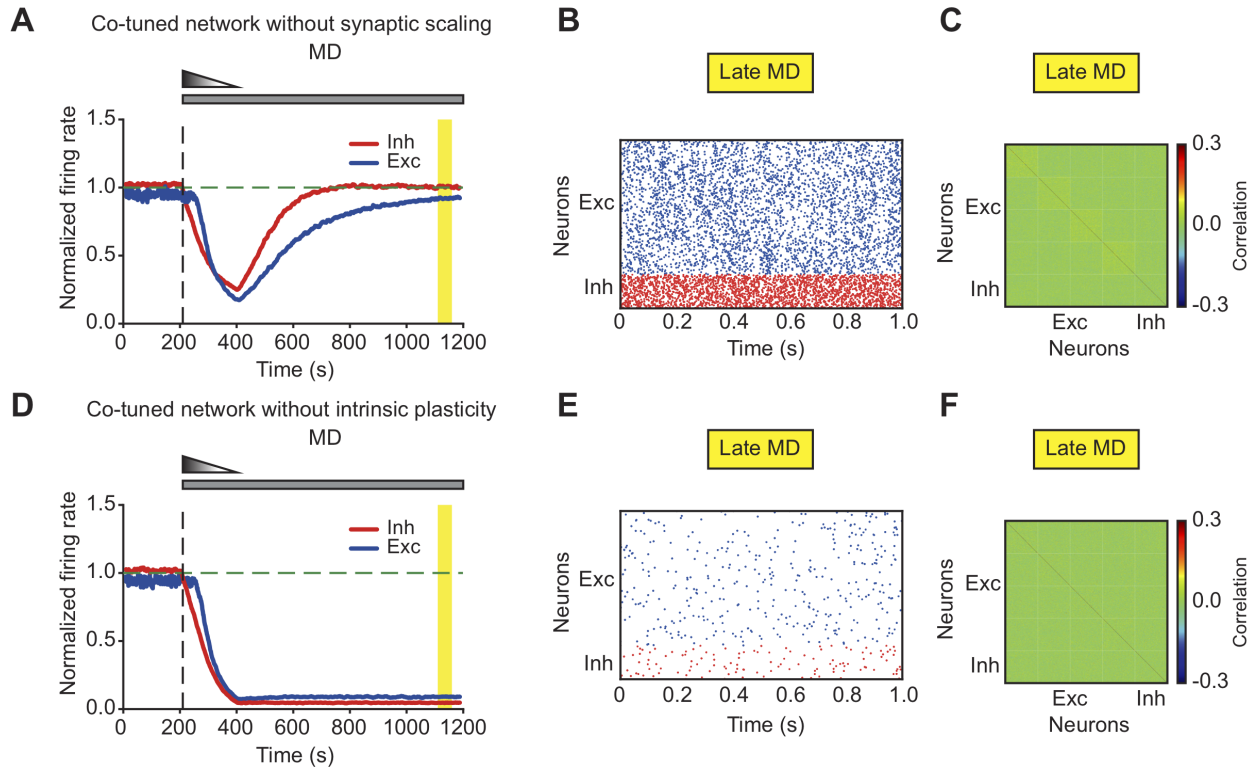 A
Co-tuned network without synaptic scaling
MD
Normalized firing rate
1.5
1.0
0.5
0.0
Inh
Exc
0 200 400 600 800 1000 1200
Time (s)
B
Late MD
Neurons
Exc
Inh
0 0.2 0.4 0.6 0.8 1.0
Time (s)
C
Late MD
Neurons
Exc
Inh
Exc Inh
Neurons
0.3
0.0
-0.3
Correlation
D
Co-tuned network without intrinsic plasticity
MD
Normalized firing rate
1.5
1.0
0.5
0.0
Inh
Exc
0 200 400 600 800 1000 1200
Time (s)
E
Late MD
Neurons
Exc
Inh
0 0.2 0.4 0.6 0.8 1.0
Time (s)
F
Late MD
Neurons
Exc
Inh
Exc Inh
Neurons
0.3
0.0
-0.3
Correlation